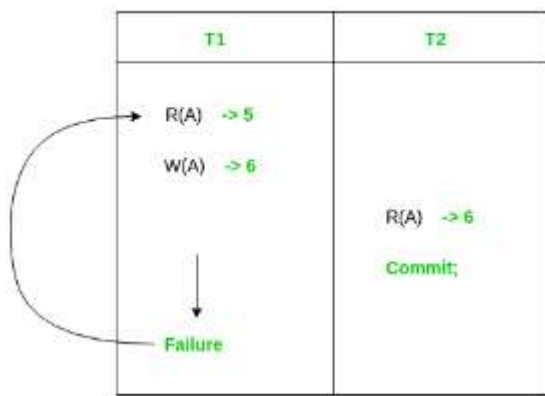 T1 T2
R(A) -> 5
W(A) -> 6
R(A) -> 6
Commit;
Failure